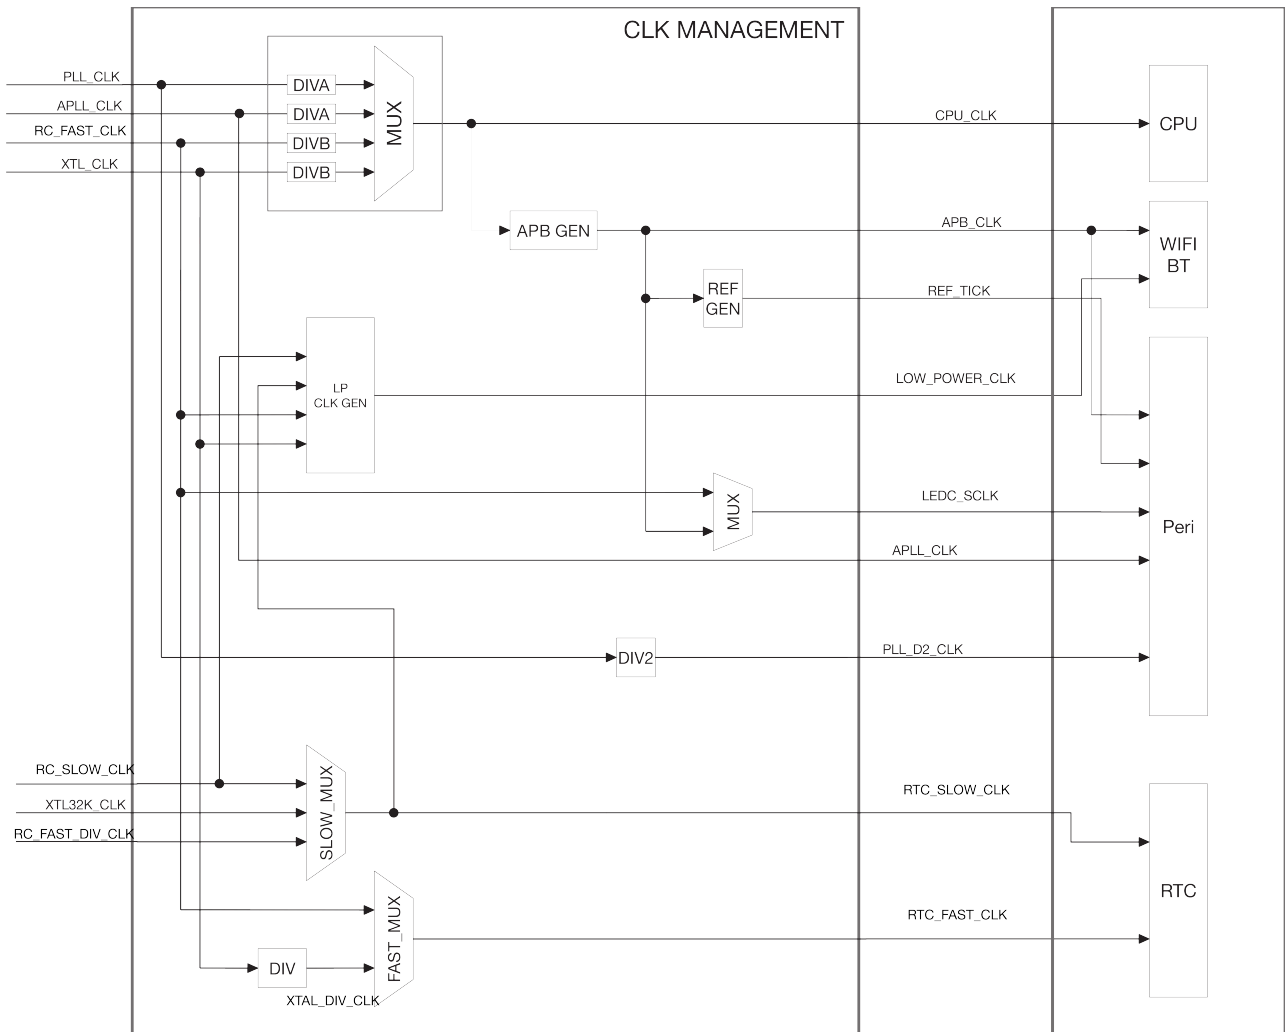 CLK MANAGEMENT
PLL_CLK
DIVA
APLL_CLK
DIVA
RC_FAST_CLK
DIVB
XTL_CLK
DIVB
MUX
CPU_CLK
CPU
APB GEN
APB_CLK
WIFI
BT
REF
GEN
REF_TICK
LP
CLK GEN
LOW_POWER_CLK
MUX
LEDC_SCLK
Peri
APLL_CLK
DIV2
PLL_D2_CLK
RC_SLOW_CLK
XTL32K_CLK
RC_FAST_DIV_CLK
SLOW_MUX
RTC_SLOW_CLK
RTC
FAST_MUX
RTC_FAST_CLK
DIV
XTAL_DIV_CLK